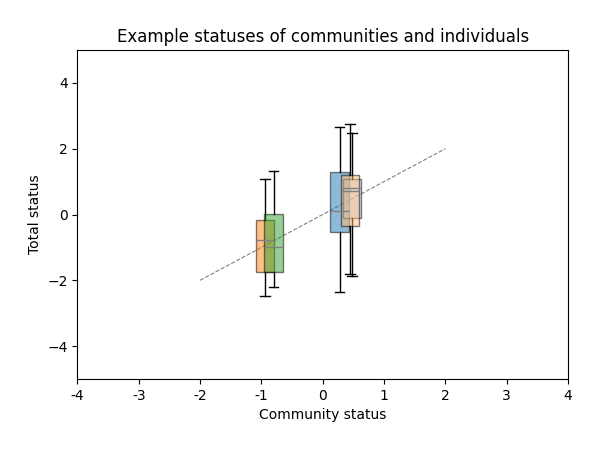 Example statuses of communities and individuals
Total status
4
2
0
−2
−4
-4 -3 -2 -1 0 1 2 3 4
Community status